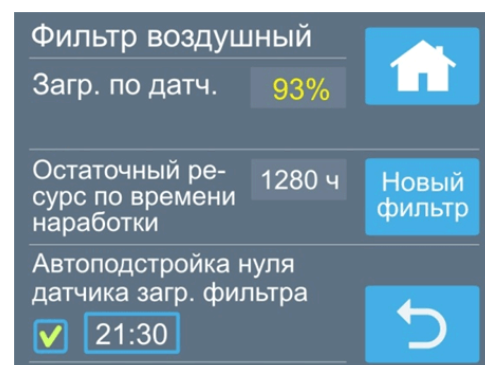 Фильтр воздушный
Загр. по датч. 93%
Остаточный ре-
сурс по времени
наработки
1280 ч
Новый
фильтр
Автоподстройка нуля
датчика загр. фильтра
21:30